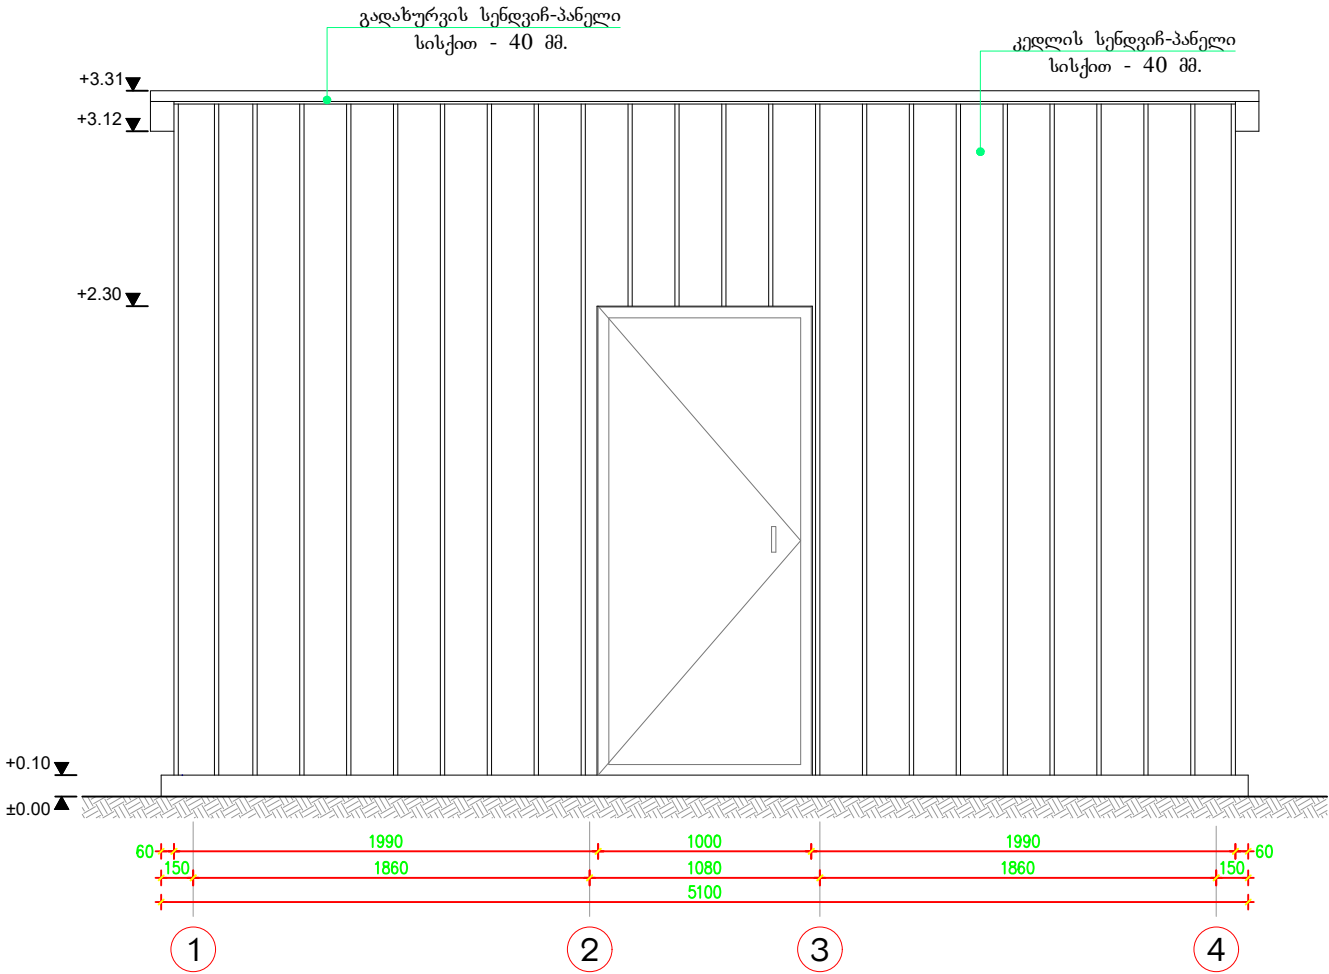 გადახურვის სენდვიჩ-პანელი
სისქით - 40 მმ.
კედლის სენდვიჩ-პანელი
სისქით - 40 მმ.
+3.31
+3.12
+2.30
+0.10
±0.00
60 1990 1000 1990 60
150 1860 1080 1860 150
5100
1 2 3 4